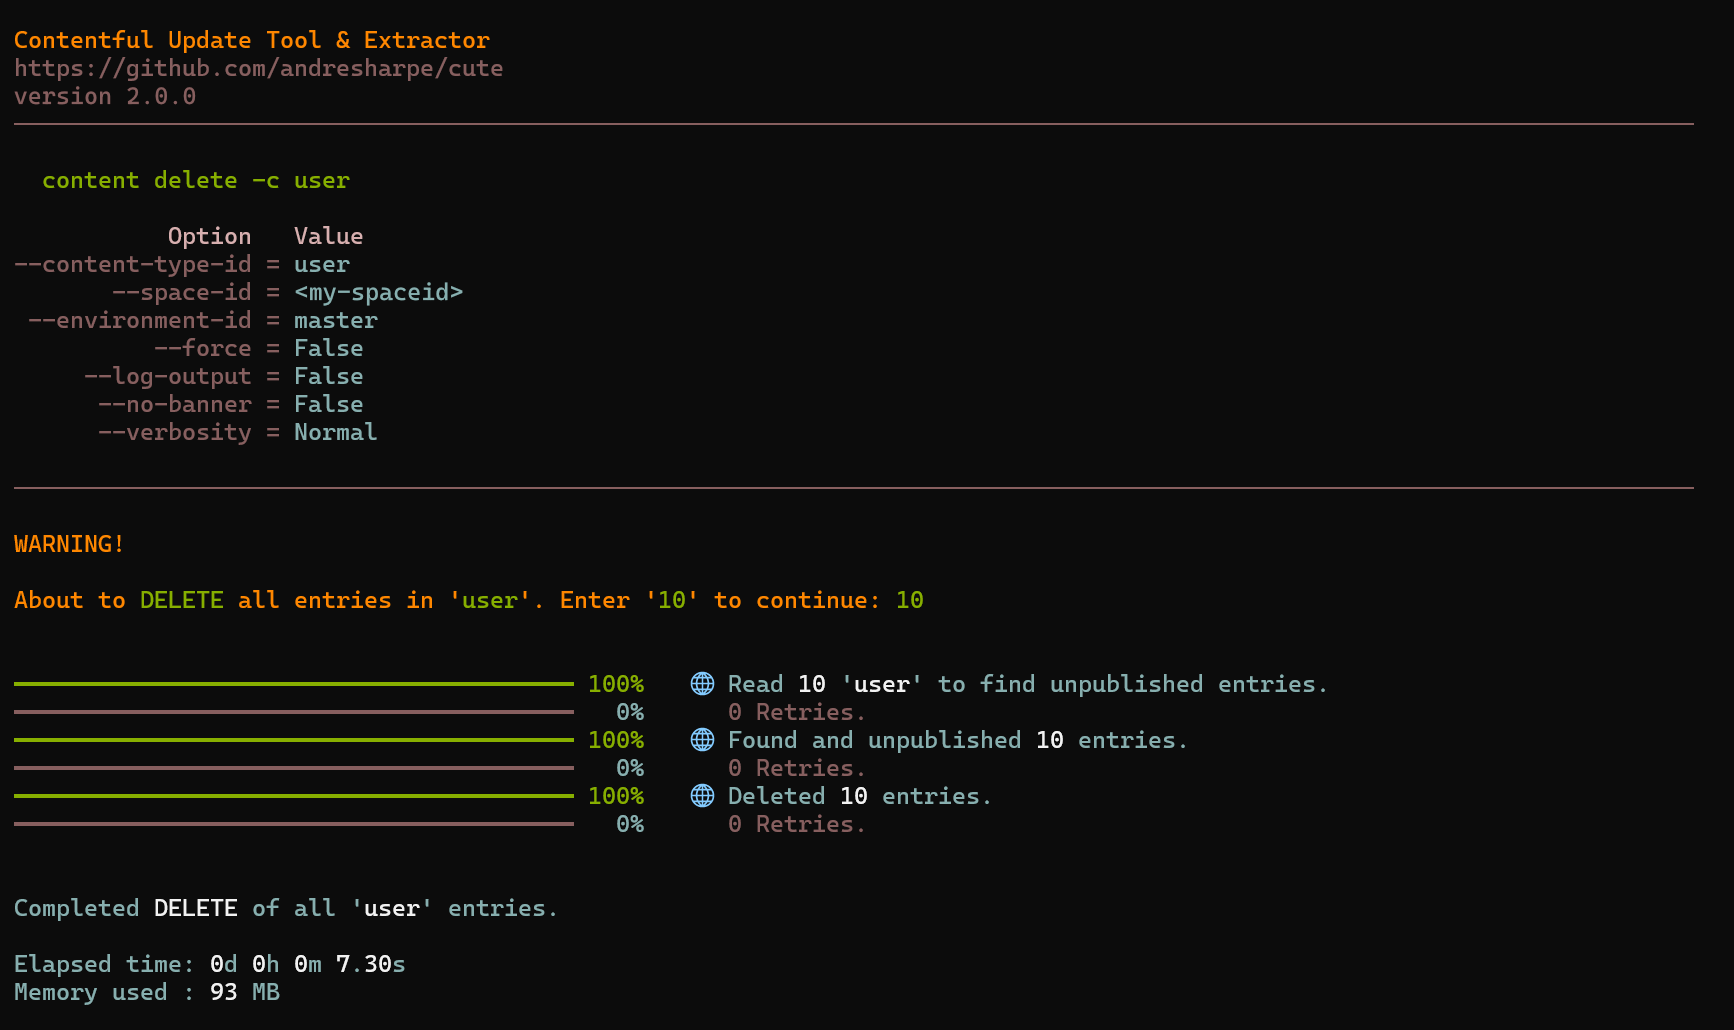 Contentful Update Tool & Extractor
https://github.com/andresharpe/cute
version 2.0.0
content delete -c user
Option Value
--content-type-id = user
--space-id = <my-spaceid>
--environment-id = master
--force = False
--log-output = False
--no-banner = False
--verbosity = Normal
WARNING!
About to DELETE all entries in 'user'. Enter '10' to continue: 10
100% Read 10 'user' to find unpublished entries.
0% 0 Retries.
100% Found and unpublished 10 entries.
0% 0 Retries.
100% Deleted 10 entries.
0% 0 Retries.
Completed DELETE of all 'user' entries.
Elapsed time: 0d 0h 0m 7.30s
Memory used : 93 MB